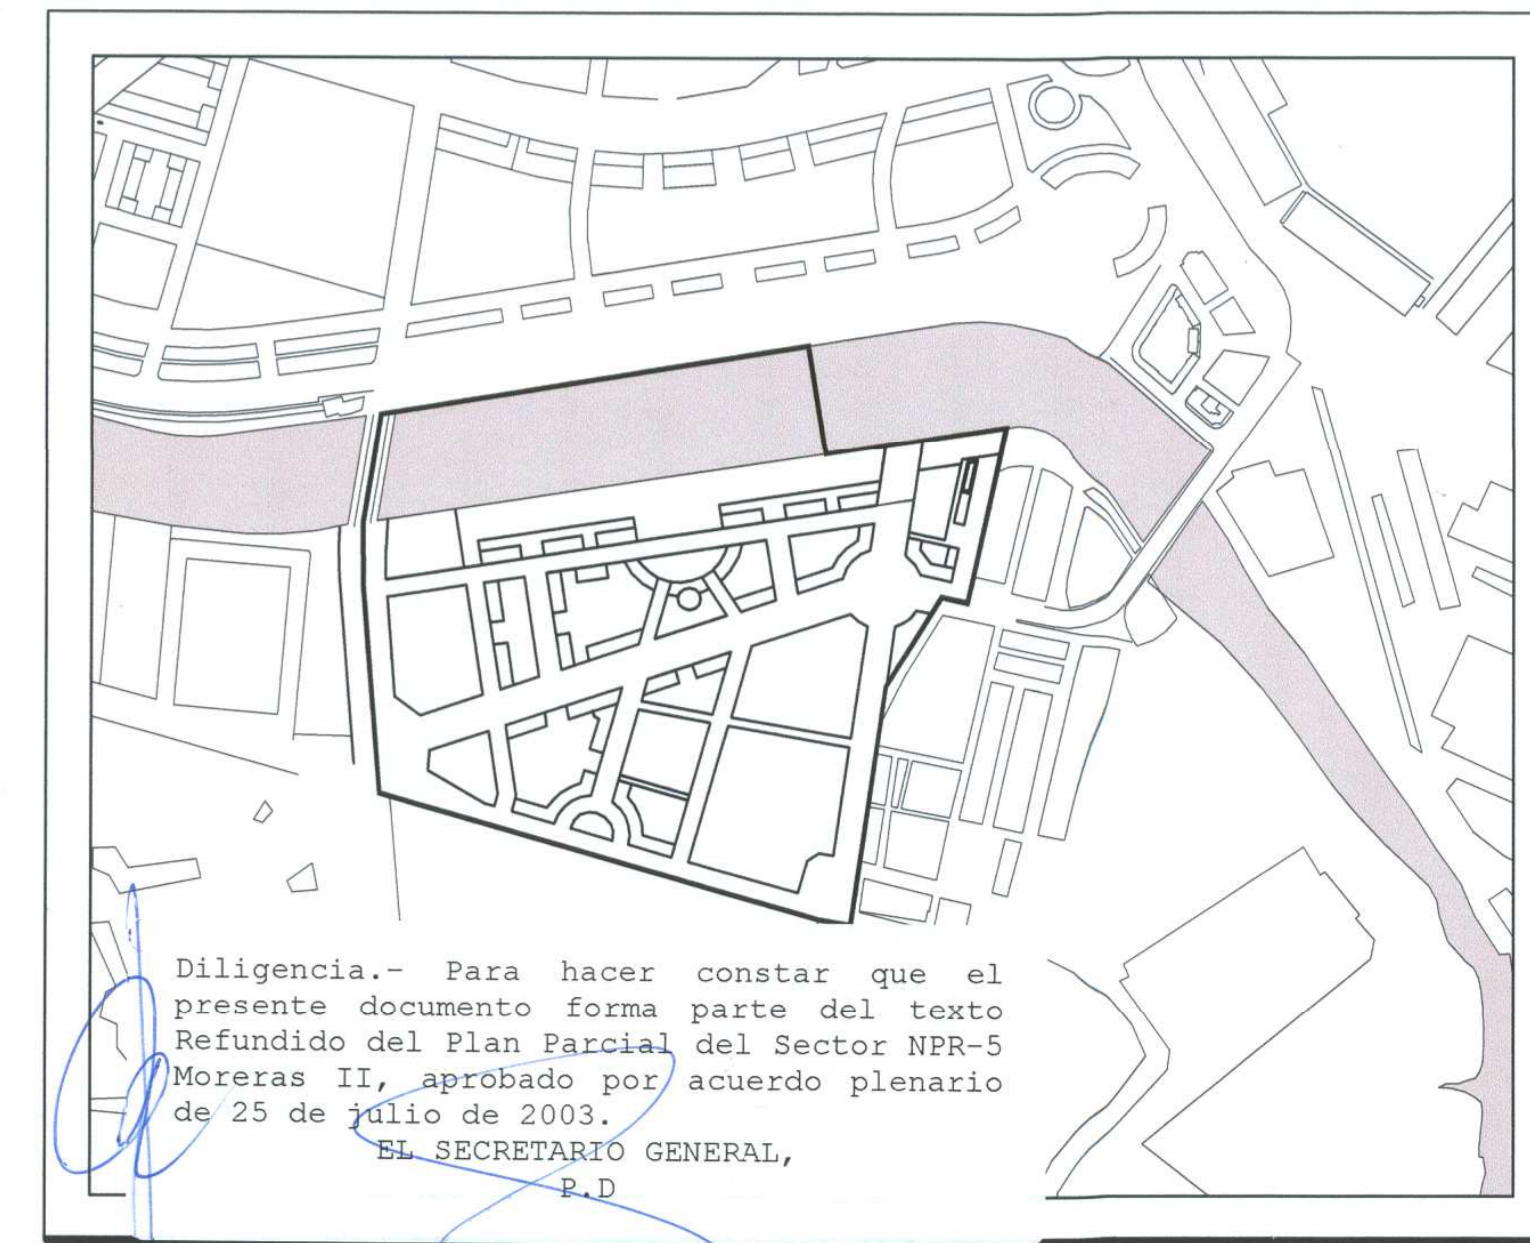 Diligencia.- Para hacer constar que el
presente documento forma parte del texto
Refundido del Plan Parcial del Sector NPR-5
Moreras II, aprobado por acuerdo plenario
de 25 de julio de 2003.
EL SECRETARIO GENERAL,
P.D